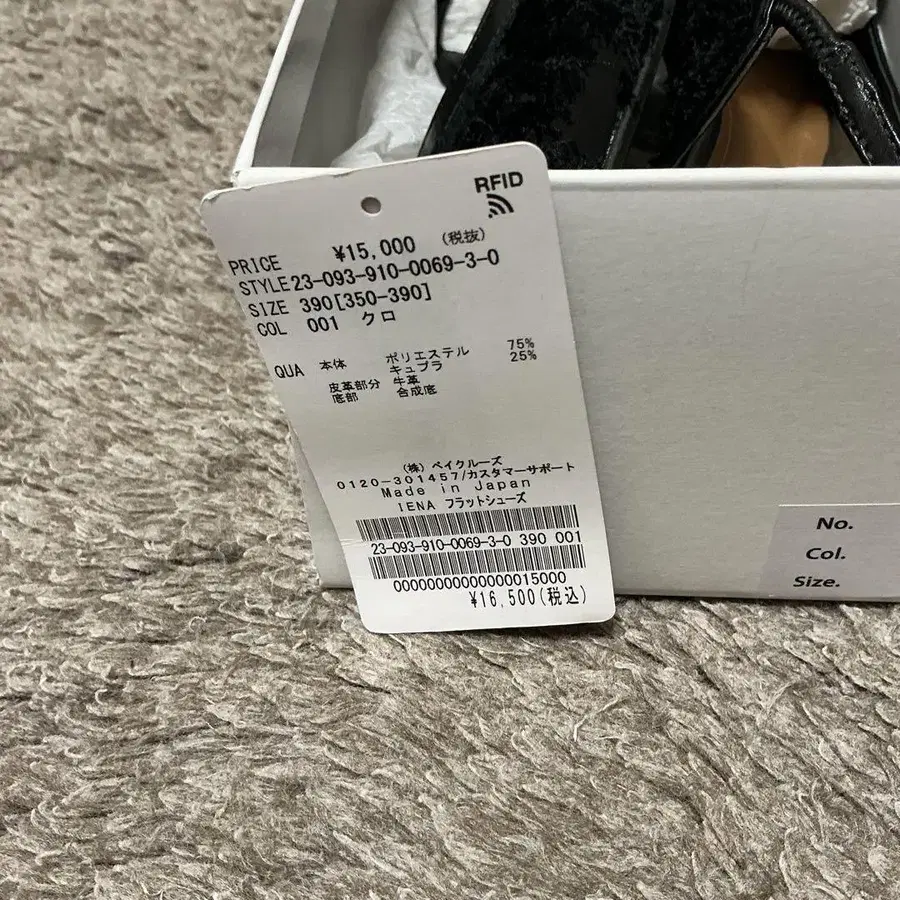 RFID
PRICE ¥15,000 (税抜)
STYLE 23-093-910-0069-3-0
SIZE 390[350-390]
COL 001 クロ
QUA 本体 ポリエステル 75%
キュプラ 25%
皮革部分 牛革
底部 合成底
(株) ベイクルーズ
0120-301457/カスタマーサポート
Made in Japan
IENA フラットシューズ
23-093-910-0069-3-0 390 001
00000000000000015000
¥16,500(税込)
No.
Col.
Size.